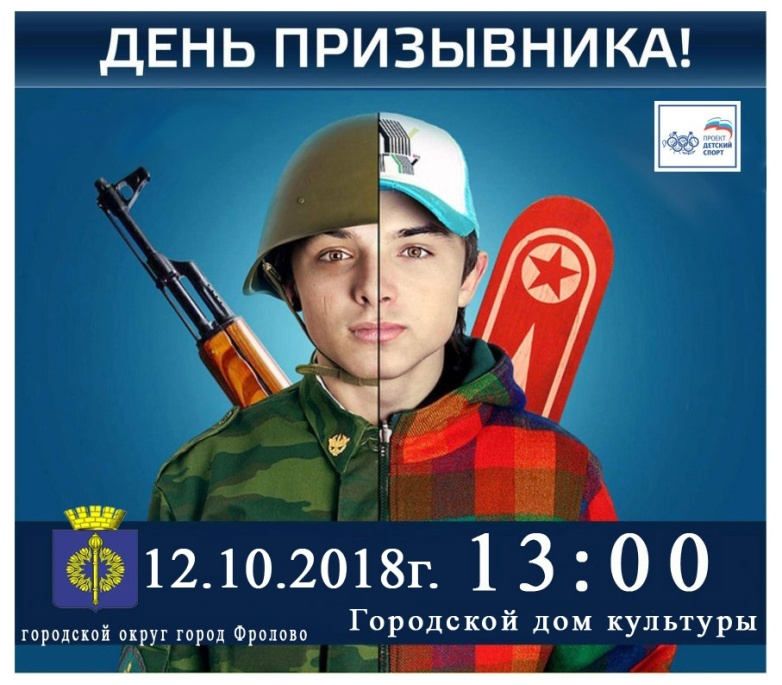 ДЕНЬ ПРИЗЫВНИКА!
ПРОЕКТ
ДЕТСКИЙ
СПОРТ
12.10.2018г. 13:00
Городской дом культуры
городской округ город Фролово